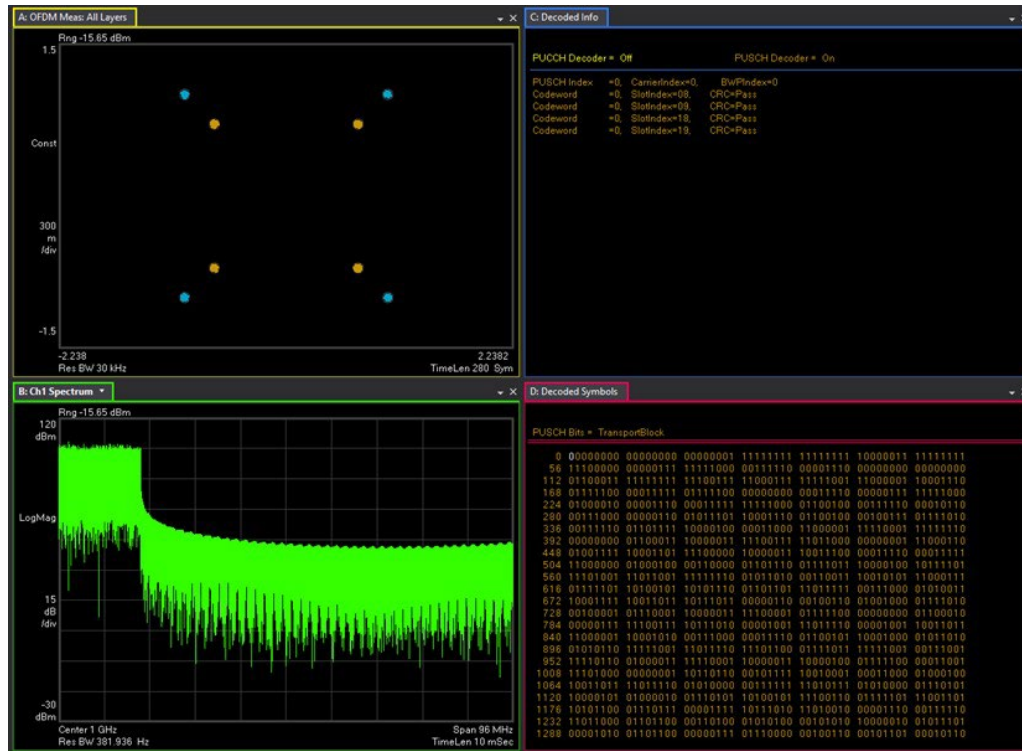 A: OFDM Meas: All Layers
Rng -15.65 dBm
1.5
Const
300
m
/div
-1.5
-2.238
2.2382
Res BW 30 kHz
TimeLen 280 Sym
C: Decoded Info
PUCCH Decoder = Off PUSCH Decoder = On
PUSCH Index =0, CarrierIndex=0, BWPIndex=0
Codeword =0, SlotIndex=08, CRC=Pass
Codeword =0, SlotIndex=09, CRC=Pass
Codeword =0, SlotIndex=18, CRC=Pass
Codeword =0, SlotIndex=19, CRC=Pass
B: Ch1 Spectrum
Rng -15.65 dBm
120
dBm
LogMag
15
dB
/div
-30
dBm
Center 1 GHz
Span 96 MHz
Res BW 381.936 Hz
TimeLen 10 mSec
D: Decoded Symbols
PUSCH Bits = TransportBlock
0 00000000 00000000 00000001 11111111 11111111 10000011 11111111
56 11100000 00000111 11111000 00111110 00001110 00000000 00000000
112 01100011 11111111 11100111 11000111 11111001 11000001 10001110
168 01111100 00011111 01111100 00000000 00011110 00000111 11111000
224 01000010 00001110 00011111 11111000 01100100 00111110 00010110
280 00111000 00001110 01011101 10001110 01100100 00100111 01111010
336 00111110 01101111 10000100 00011000 11000001 11110001 11111110
392 00000000 01100011 10000011 11100111 11011000 00000001 11000110
448 01001111 10001101 11100000 10000011 10011100 00011110 00011111
504 11000000 01000100 00110000 01101110 01011111 10000100 10111101
560 11101001 11011001 11111110 01011010 00110011 10010101 11000111
616 01111101 10100101 10101110 01101101 11011111 00111000 01010011
672 10001111 10011011 10111011 00000110 00100110 01001000 01111010
728 00100001 01110001 10000011 11100001 01111100 00000000 01100010
784 00000111 11100111 10111010 00001001 01001111 00000111 00101111
840 11000001 10001010 00111000 00011110 01100101 10001000 01011010
896 01010110 11111001 11011110 11101100 01001111 11111001 00111001
952 11110110 01000011 11110001 10000011 10000100 01111100 00011001
1008 11101000 00000001 10110110 00101111 10010001 00011000 01000100
1064 10011011 11011110 01010000 00111111 11010111 01010000 01110101
1120 10000101 01000010 01110101 10100101 11100110 01110100 01100010
1176 10101100 01110111 00001111 10111010 11010010 00000001 01110110
1232 11011000 01101100 00110100 01010100 00101010 10000010 01011101
1288 00001010 01101100 00000111 01110000 01101110 00101101 00010110